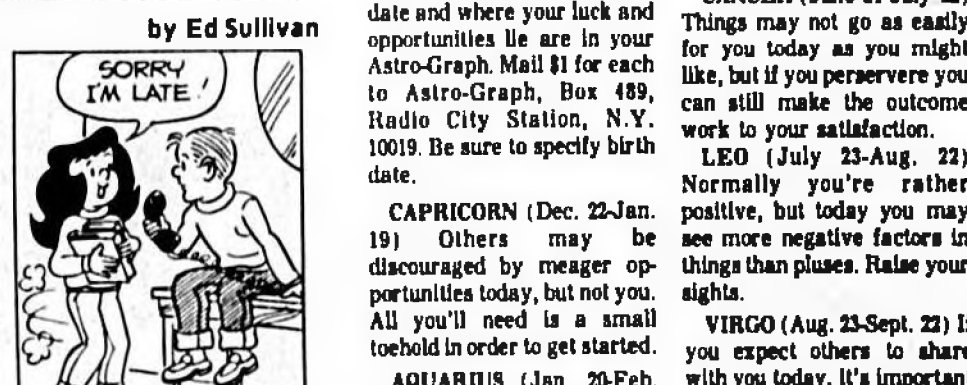 by Ed Sullivan
SORRY
I'M LATE!
date and where your luck and
opportunities lie are in your
Astro-Graph. Mail $1 for each
to Astro-Graph, Box 489,
Radio City Station, N.Y.
10019. Be sure to specify birth
date.
CAPRICORN (Dec. 22-Jan.
19) Others may be
discouraged by meager op-
portunities today, but not you.
All you'll need is a small
toehold in order to get started.
AQUARIUS (Jan. 20-Feb.
Things may not go as easily
for you today as you might
like, but if you perservere you
can still make the outcome
work to your satisfaction.
LEO (July 23-Aug. 22)
Normally you're rather
positive, but today you may
see more negative factors in
things than pluses. Raise your
sights.
VIRGO (Aug. 23-Sept. 22) If
you expect others to share
with you today, it's important